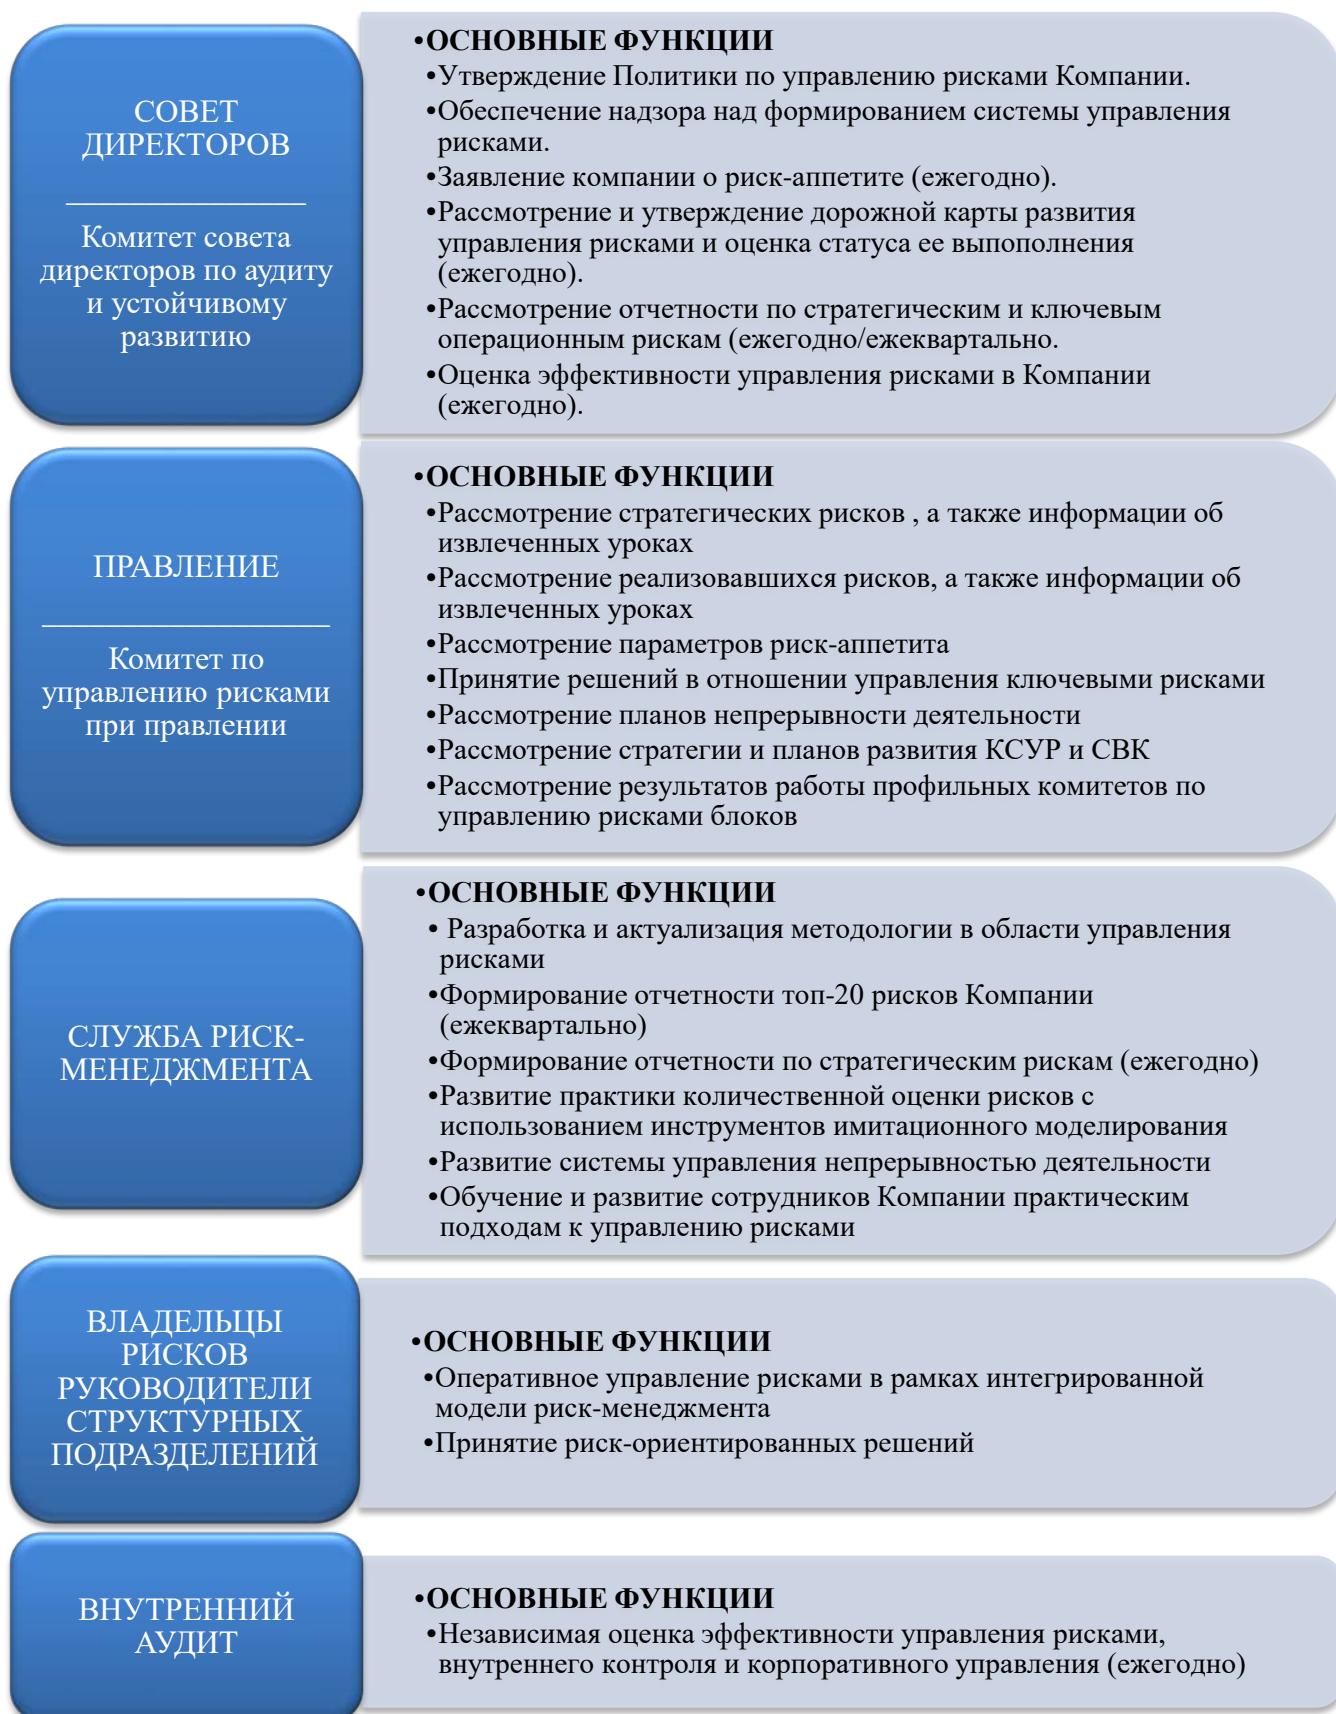 СОВЕТ
ДИРЕКТОРОВ
Комитет совета
директоров по аудиту
и устойчивому
развитию
•ОСНОВНЫЕ ФУНКЦИИ
•Утверждение Политики по управлению рисками Компании.
•Обеспечение надзора над формированием системы управления
рисками.
•Заявление компании о риск-аппетите (ежегодно).
•Рассмотрение и утверждение дорожной карты развития
управления рисками и оценка статуса ее выпополнения
(ежегодно).
•Рассмотрение отчетности по стратегическим и ключевым
операционным рискам (ежегодно/ежеквартально.
•Оценка эффективности управления рисками в Компании
(ежегодно).
ПРАВЛЕНИЕ
Комитет по
управлению рисками
при правлении
•ОСНОВНЫЕ ФУНКЦИИ
•Рассмотрение стратегических рисков , а также информации об
извлеченных уроках
•Рассмотрение реализовавшихся рисков, а также информации об
извлеченных уроках
•Рассмотрение параметров риск-аппетита
•Принятие решений в отношении управления ключевыми рисками
•Рассмотрение планов непрерывности деятельности
•Рассмотрение стратегии и планов развития КСУР и СВК
•Рассмотрение результатов работы профильных комитетов по
управлению рисками блоков
СЛУЖБА РИСК-
МЕНЕДЖМЕНТА
•ОСНОВНЫЕ ФУНКЦИИ
• Разработка и актуализация методологии в области управления
рисками
•Формирование отчетности топ-20 рисков Компании
(ежеквартально)
•Формирование отчетности по стратегическим рискам (ежегодно)
•Развитие практики количественной оценки рисков с
использованием инструментов имитационного моделирования
•Развитие системы управления непрерывностью деятельности
•Обучение и развитие сотрудников Компании практическим
подходам к управлению рисками
ВЛАДЕЛЬЦЫ
РИСКОВ
РУКОВОДИТЕЛИ
СТРУКТУРНЫХ
ПОДРАЗДЕЛЕНИЙ
•ОСНОВНЫЕ ФУНКЦИИ
•Оперативное управление рисками в рамках интегрированной
модели риск-менеджмента
•Принятие риск-ориентированных решений
ВНУТРЕННИЙ
АУДИТ
•ОСНОВНЫЕ ФУНКЦИИ
•Независимая оценка эффективности управления рисками,
внутреннего контроля и корпоративного управления (ежегодно)